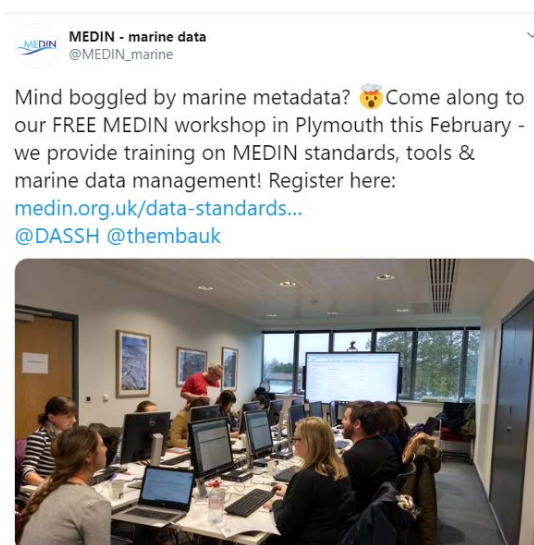 MEDIN
MEDIN - marine data
@MEDIN_marine
Mind boggled by marine metadata? 🤯Come along to
our FREE MEDIN workshop in Plymouth this February -
we provide training on MEDIN standards, tools &
marine data management! Register here:
medin.org.uk/data-standards...
@DASSH @thembauk